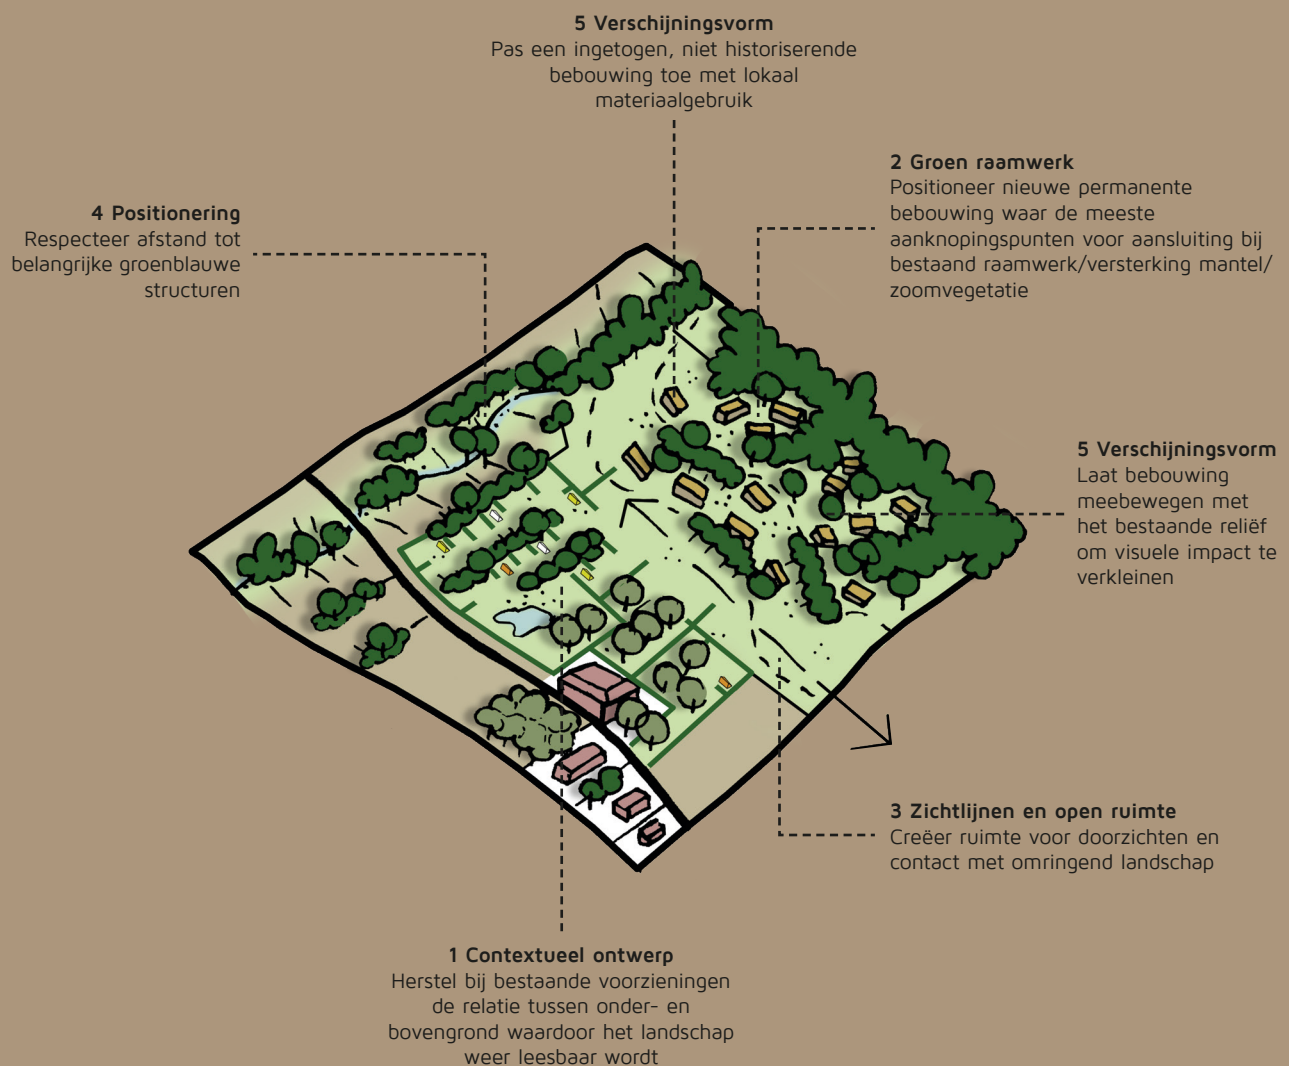 5 Verschijningsvorm
Pas een ingetogen, niet historiserende
bebouwing toe met lokaal
materiaalgebruik
2 Groen raamwerk
Positioneer nieuwe permanente
bebouwing waar de meeste
aanknopingspunten voor aansluiting bij
bestaand raamwerk/versterking mantel/
zoomvegetatie
4 Positionering
Respecteer afstand tot
belangrijke groenblauwe
structuren
5 Verschijningsvorm
Laat bebouwing
meebewegen met
het bestaande reliëf
om visuele impact te
verkleinen
3 Zichtlijnen en open ruimte
Creëer ruimte voor doorzichten en
contact met omringend landschap
1 Contextueel ontwerp
Herstel bij bestaande voorzieningen
de relatie tussen onder- en
bovengrond waardoor het landschap
weer leesbaar wordt